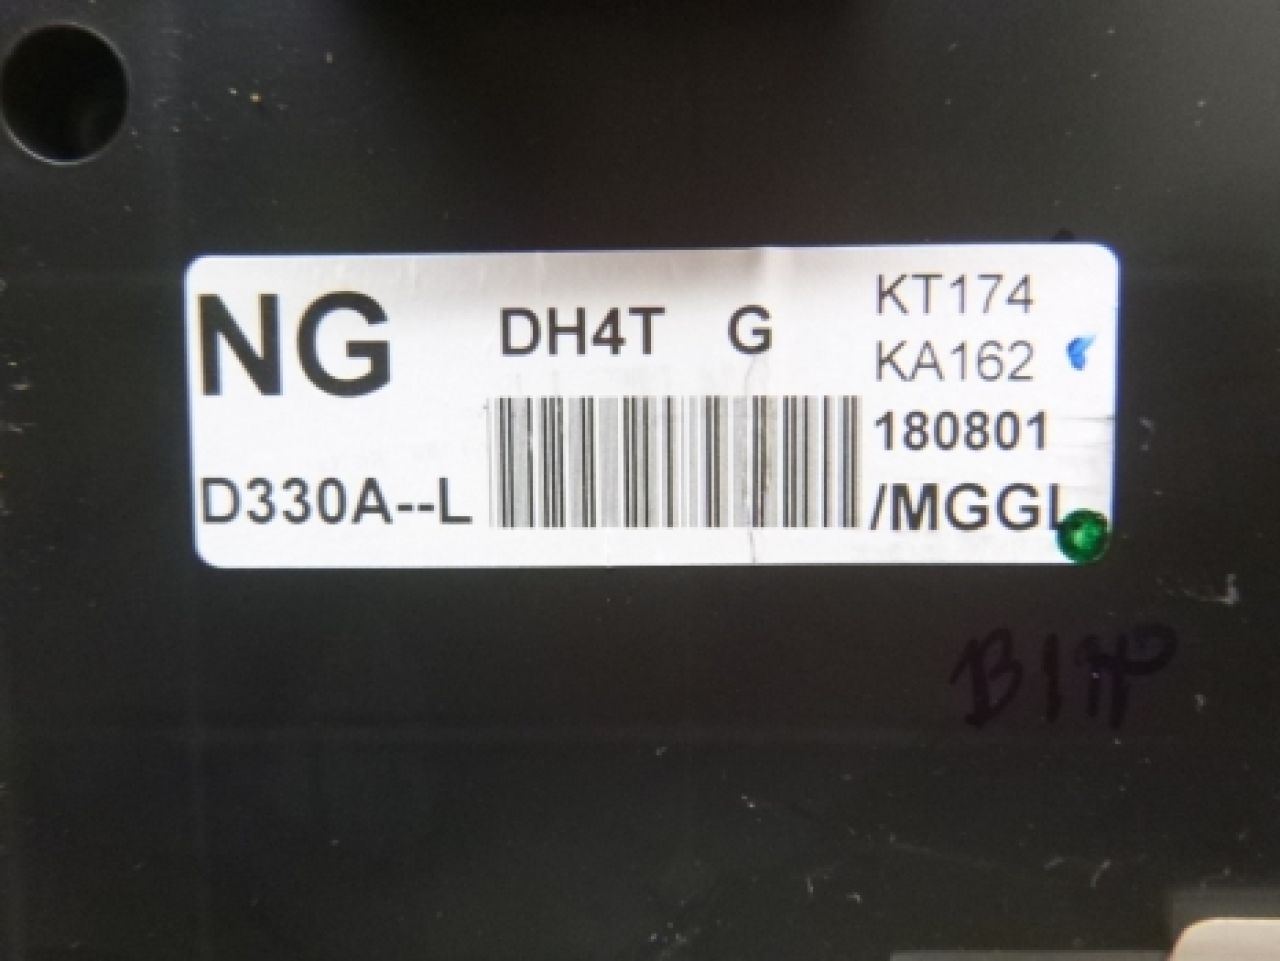 NG DH4T G KT174
KA162
180801
D330A--L /MGGL